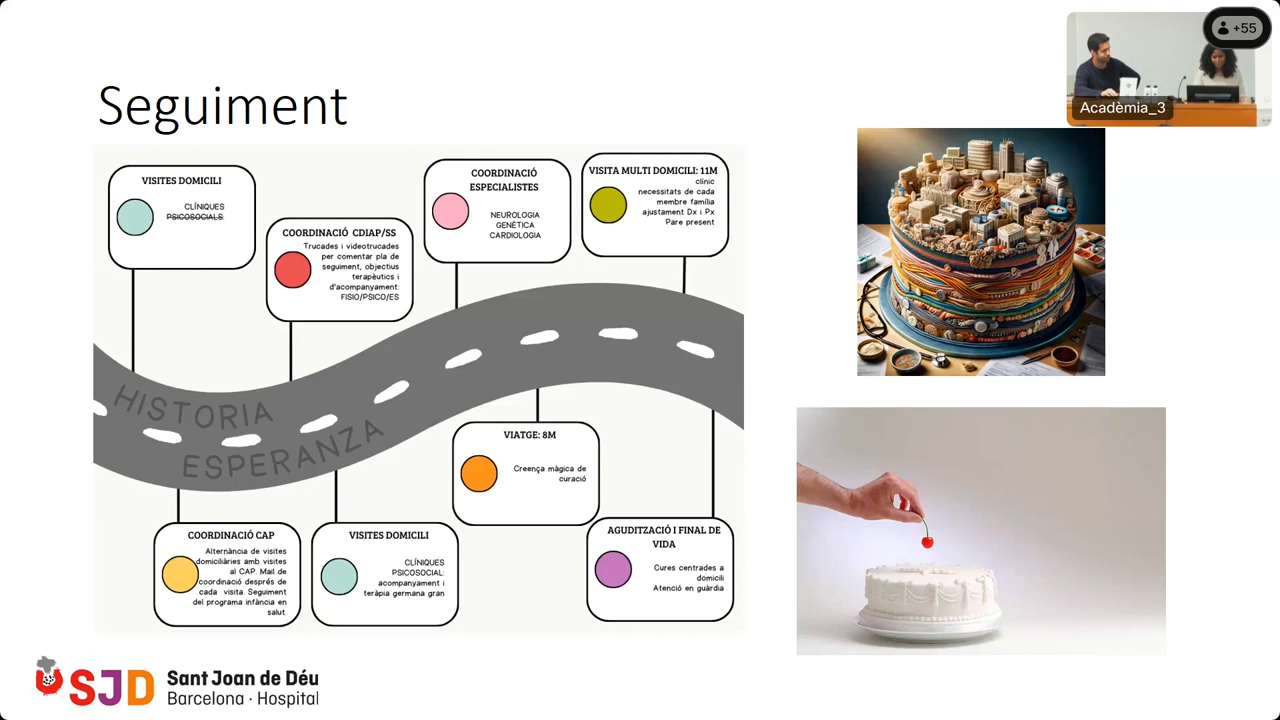 +55
Acadèmia_3
Seguiment
VISITES DOMICILI
CLÍNIQUES
PSICOSOCIALS:
COORDINACIÓ CDIAP/SS
Trucades i videotrucades
per comentar pla de
seguiment, objectius
terapèutics i
d'acompanyament:
FISIO/PSICO/ES
COORDINACIÓ
ESPECIALISTES
NEUROLOGIA
GENÈTICA
CARDIOLOGIA
VISITA MULTI DOMICILI: 11M
clínic
necessitats de cada
membre família
ajustament Dx i Px
Pare present
HISTORIA
ESPERANZA
VIATGE: 8M
Creença màgica de
curació
COORDINACIÓ CAP
Alternància de visites
domiciliàries amb visites
al CAP. Mail de
coordinació després de
cada visita. Seguiment
del programa infància en
salut.
VISITES DOMICILI
CLÍNIQUES
PSICOSOCIAL:
acompanyament i
teràpia germana gran
AGUDITZACIÓ I FINAL DE
VIDA
Cures centrades a
domicili
Atenció en guàrdia
SJD
Sant Joan de Déu
Barcelona · Hospital